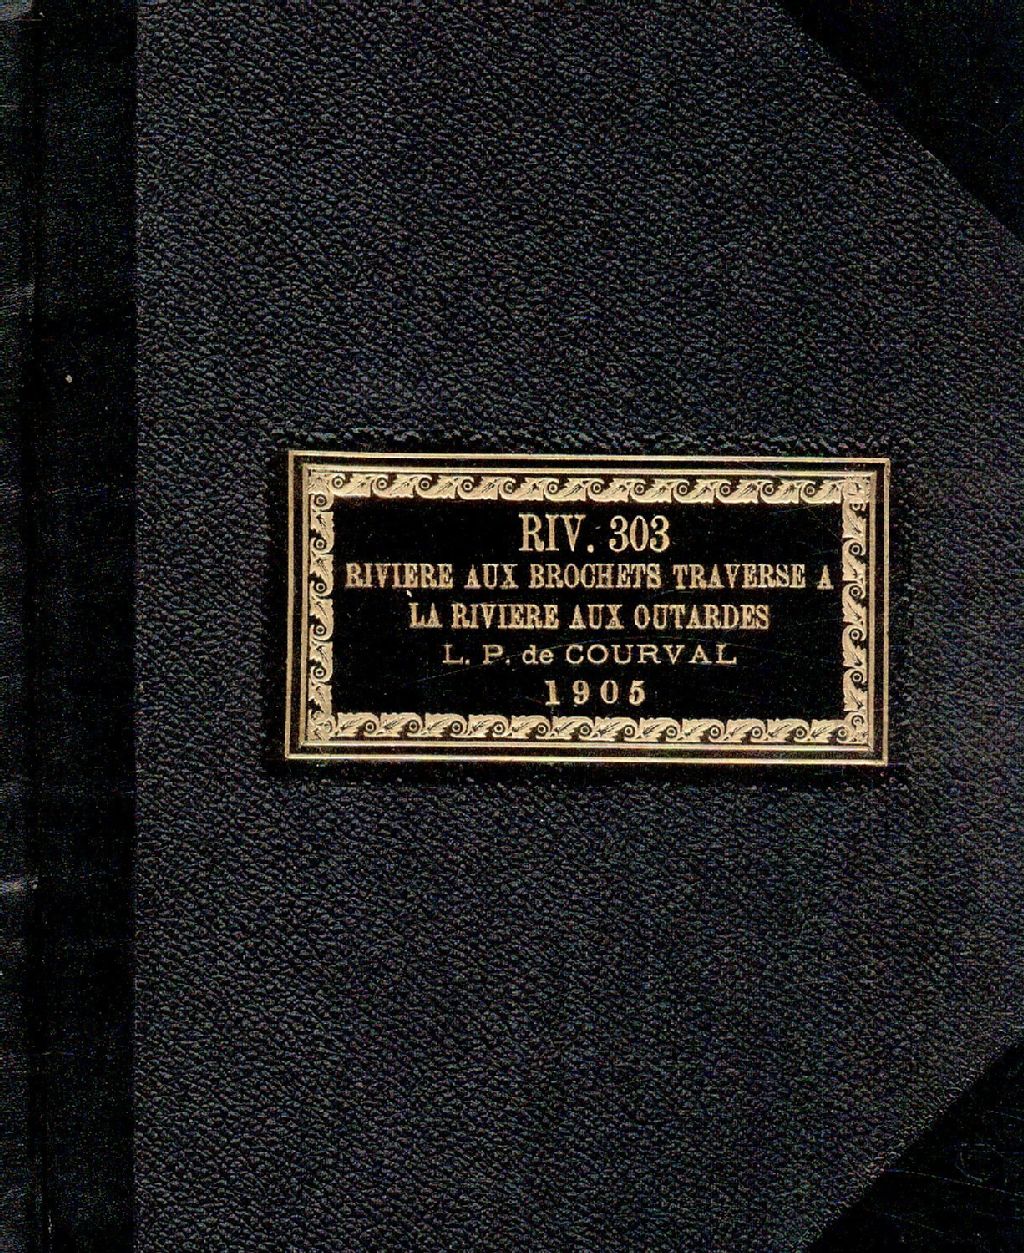 RIV. 303
RIVIERE AUX BROCHETS TRAVERSE A
LA RIVIERE AUX OUTARDES
L. P. de COURVAL
1905